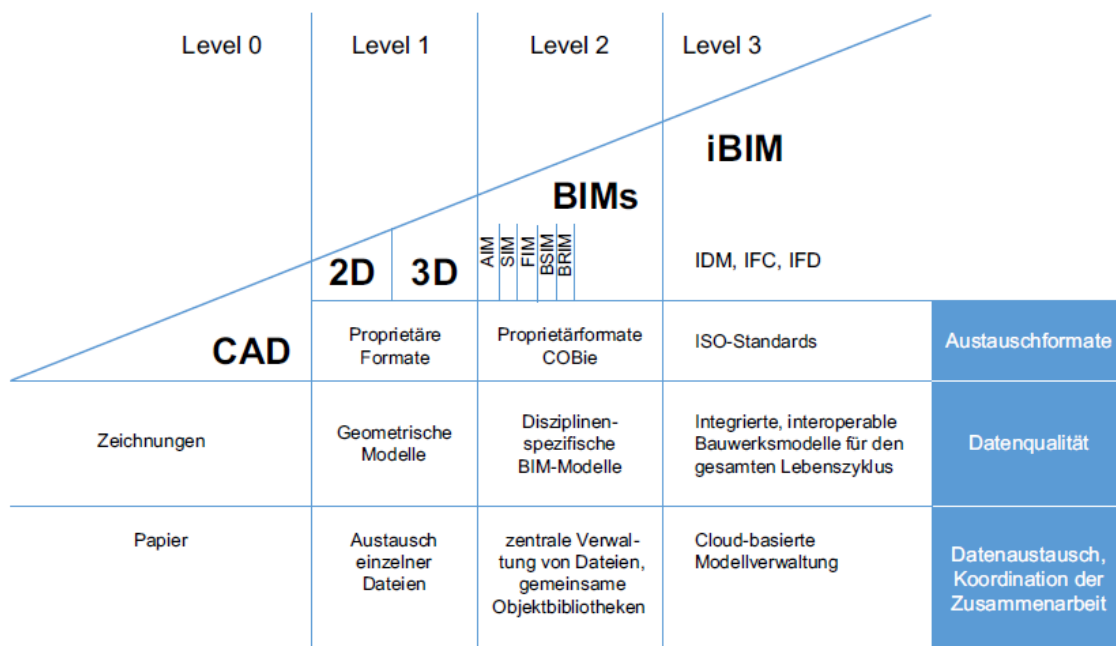 Level 0
Level 1
Level 2
Level 3
iBIM
BIMs
AIM
SIM
FIM
BSIM
BRIM
IDM, IFC, IFD
2D
3D
CAD
Proprietäre
Formate
Proprietärformate
COBie
ISO-Standards
Austauschformate
Zeichnungen
Geometrische
Modelle
Disziplinen-
spezifische
BIM-Modelle
Integrierte, interoperable
Bauwerksmodelle für den
gesamten Lebenszyklus
Datenqualität
Papier
Austausch
einzelner
Dateien
zentrale Verwal-
tung von Dateien,
gemeinsame
Objektbibliotheken
Cloud-basierte
Modellverwaltung
Datenaustausch,
Koordination der
Zusammenarbeit